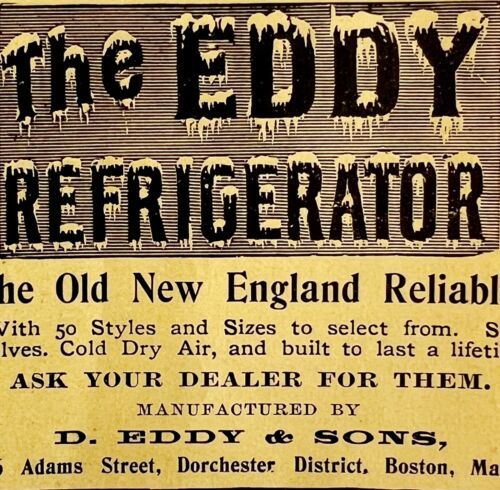 The EDDY
REFRIGERATOR
he Old New England Reliabl
With 50 Styles and Sizes to select from. S
lves. Cold Dry Air, and built to last a lifeti
ASK YOUR DEALER FOR THEM.
MANUFACTURED BY
D. EDDY & SONS,
Adams Street, Dorchester District, Boston, Ma